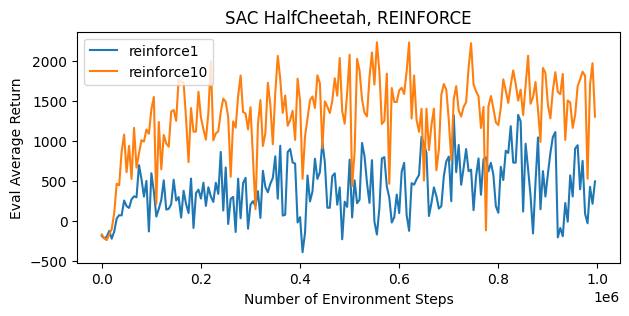 SAC HalfCheetah, REINFORCE
reinforce1
reinforce10
Eval Average Return
2000
1500
1000
500
0
−500
0.0
0.2
0.4
0.6
0.8
1.0
1e6
Number of Environment Steps